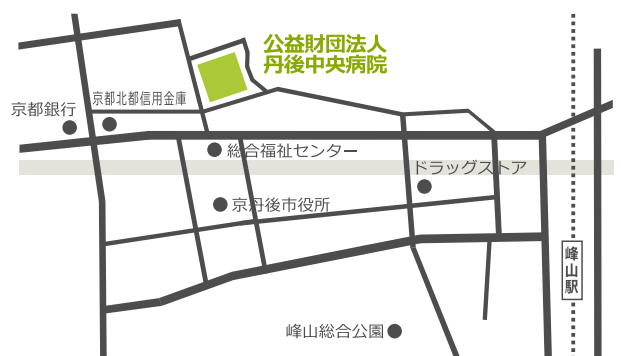 公益財団法人
丹後中央病院
京都北都信用金庫
京都銀行
総合福祉センター
ドラッグストア
京丹後市役所
峰山駅
峰山総合公園